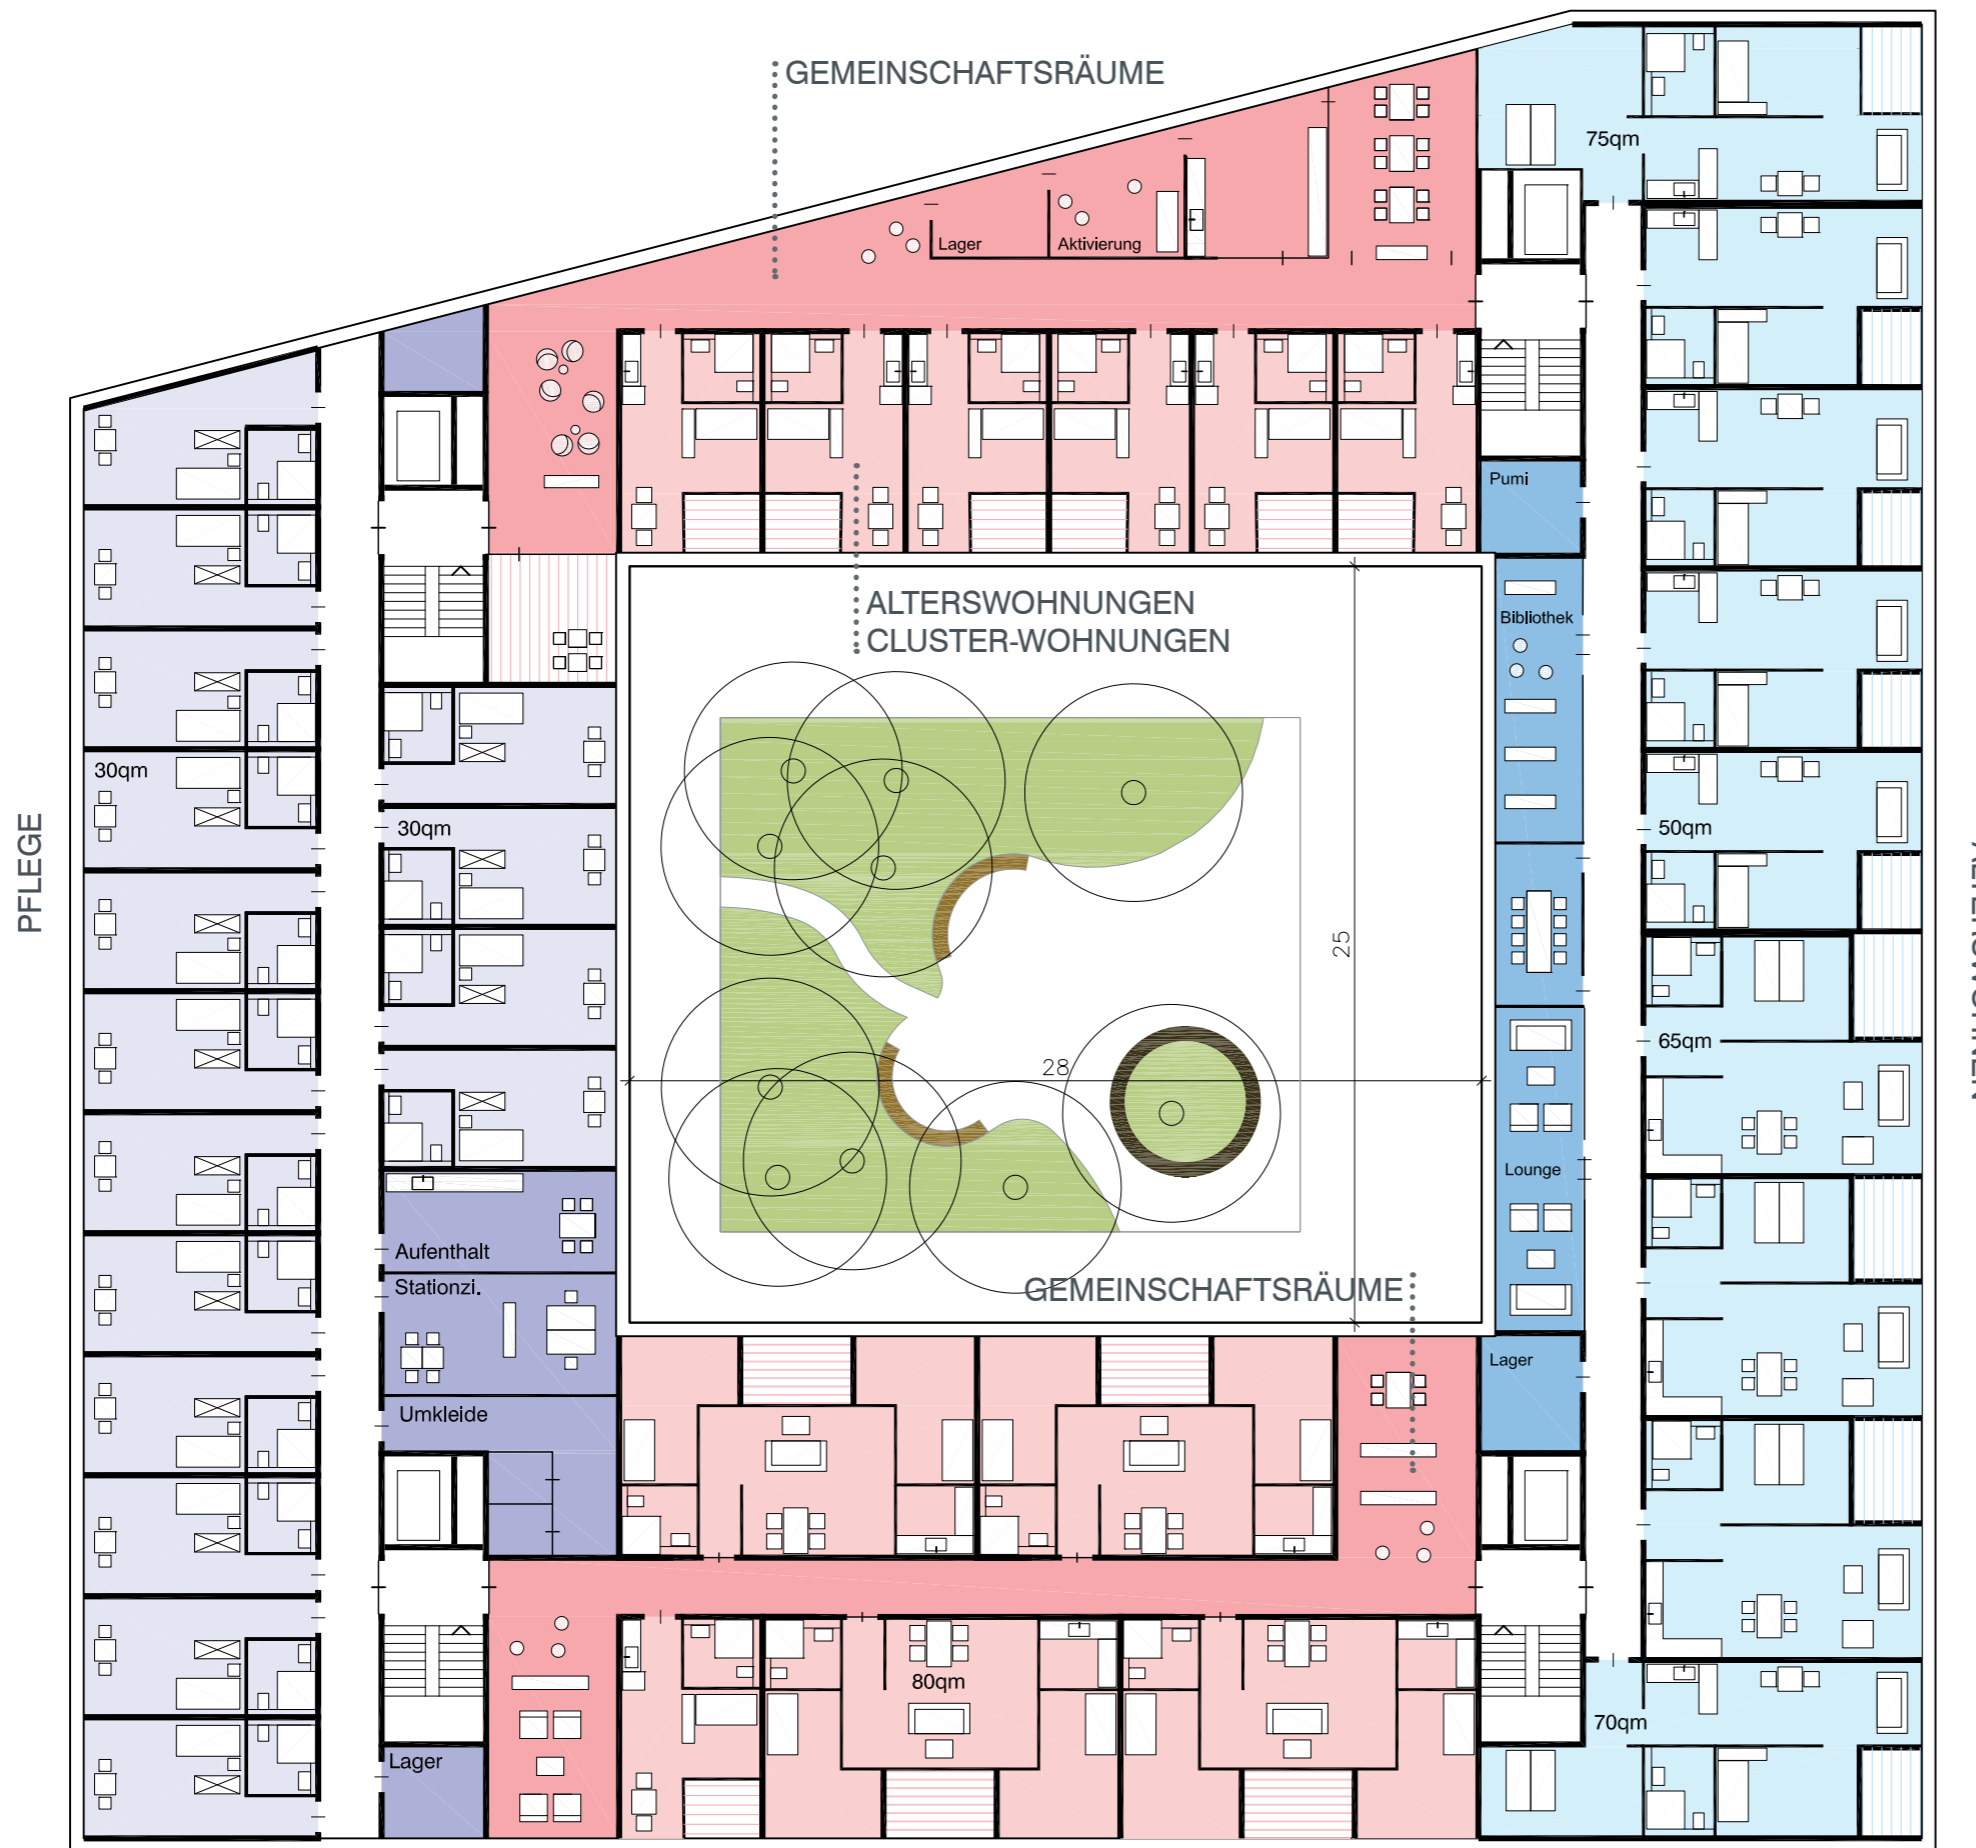 GEMEINSCHAFTSRÄUME
75qm
Lager
Aktivierung
Pumi
ALTERSWOHNUNGEN
CLUSTER-WOHNUNGEN
Bibliothek
30qm
30qm
50qm
PFLEGE
25
65qm
28
Lounge
Aufenthalt
Stationzi.
GEMEINSCHAFTSRÄUME
Lager
Umkleide
80qm
70qm
Lager